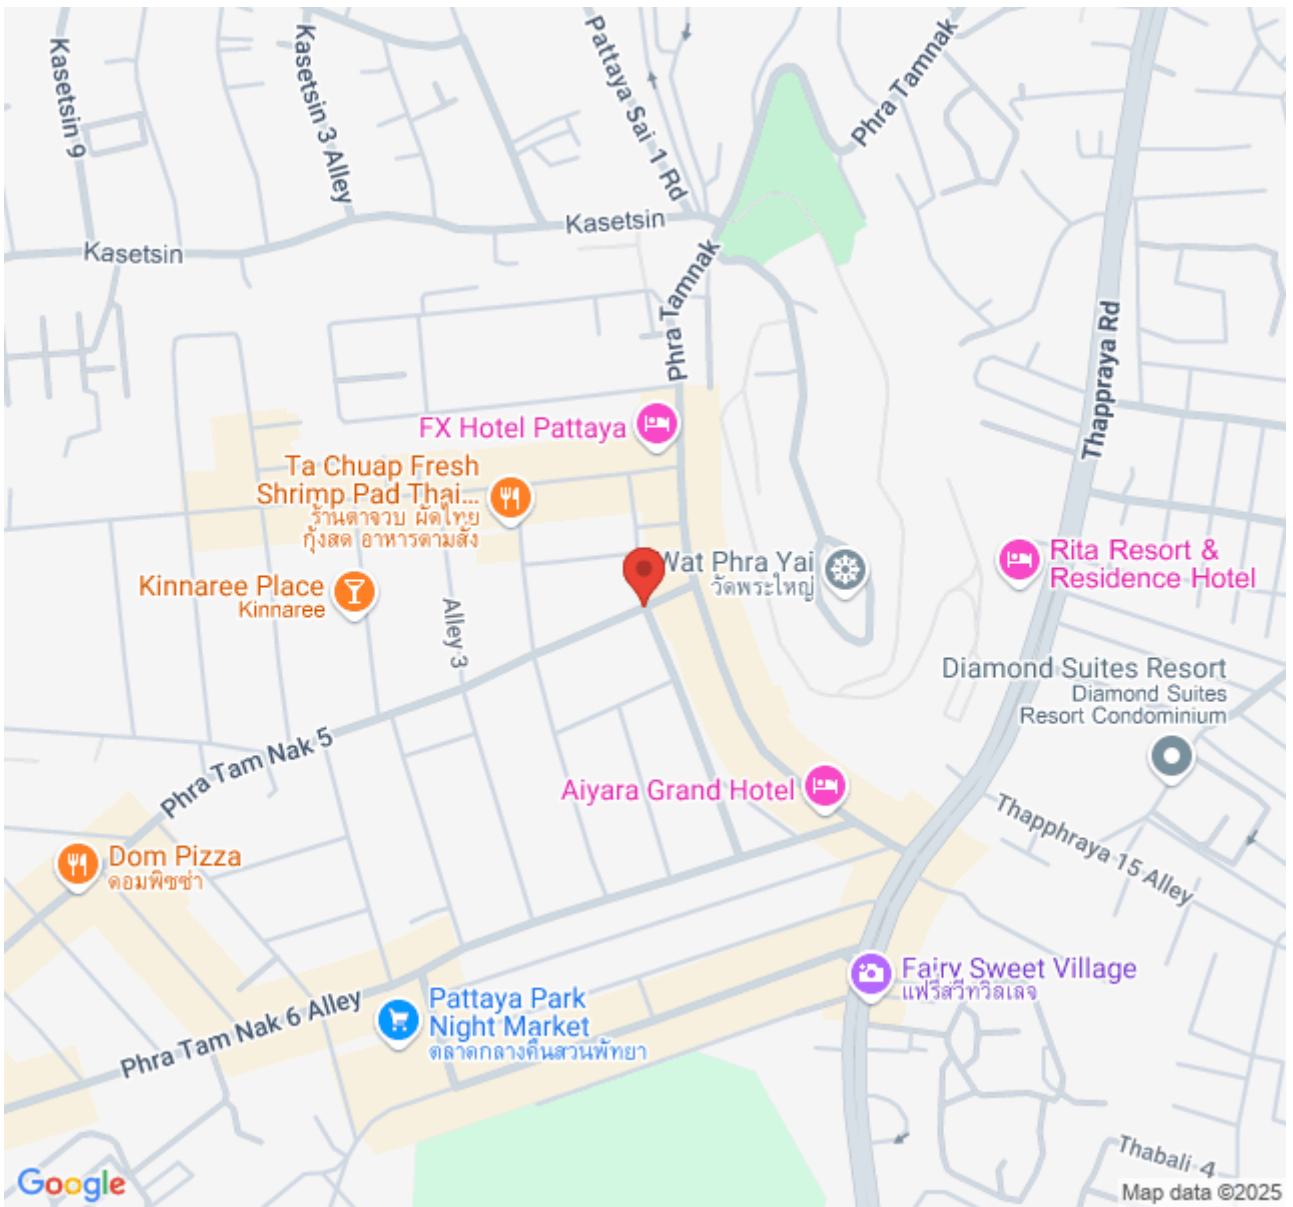 Kasetsin 9
Kasetsin 3 Alley
Pattaya Sai 1 Rd
Phra Tamnak
Kasetsin
Kasetsin
Phra Tamnak
Thappraya Rd
FX Hotel Pattaya
Ta Chuap Fresh
Shrimp Pad Thai...
ร้านตาจวบ ผัดไทย
กุ้งสด อาหารตามสั่ง
Wat Phra Yai
วัดพระใหญ่
Rita Resort &
Residence Hotel
Kinnaree Place
Kinnaree
Alley 3
Diamond Suites Resort
Diamond Suites
Resort Condominium
Phra Tam Nak 5
Aiyara Grand Hotel
Thapphraya 15 Alley
Dom Pizza
ดอมพิซซ่า
Fairy Sweet Village
แฟรี่สวีทวิลเลจ
Pattaya Park
Night Market
ตลาดกลางคืนสวนพัทยา
Phra Tam Nak 6 Alley
Thabali 4
Google
Map data ©2025